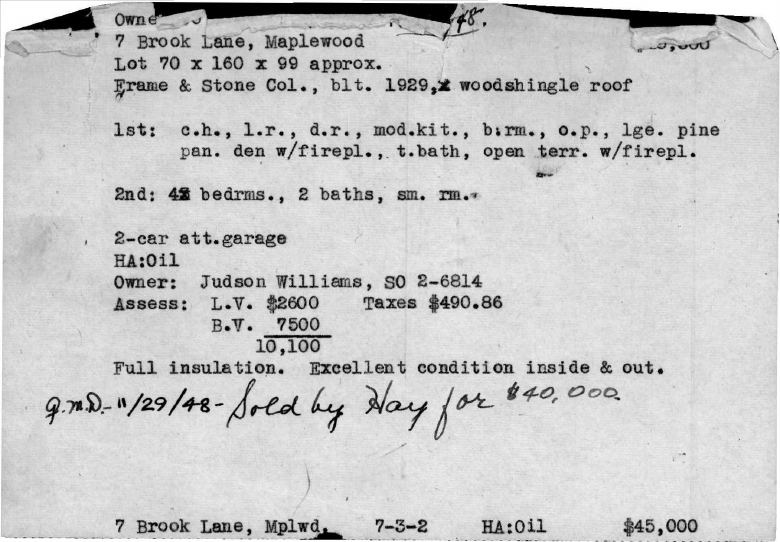 Owne
48.
7 Brook Lane, Maplewood
Lot 70 x 160 x 99 approx.
Frame & Stone Col., blt. 1929, woodshingle roof
1st: c.h., l.r., d.r., mod.kit., b.rm., o.p., lge. pine
pan. den w/firepl., t.bath, open terr. w/firepl.
2nd: 4 bedrms., 2 baths, sm. rm.
2-car att.garage
HA:Oil
Owner: Judson Williams, SO 2-6814
Assess: L.V. $2600 Taxes $490.86
B.V. 7500
10,100
Full insulation. Excellent condition inside & out.
g.m.D. - 11/29/48 - Sold by Hay for $40,000.
7 Brook Lane, Mplwd. 7-3-2 HA:Oil $45,000